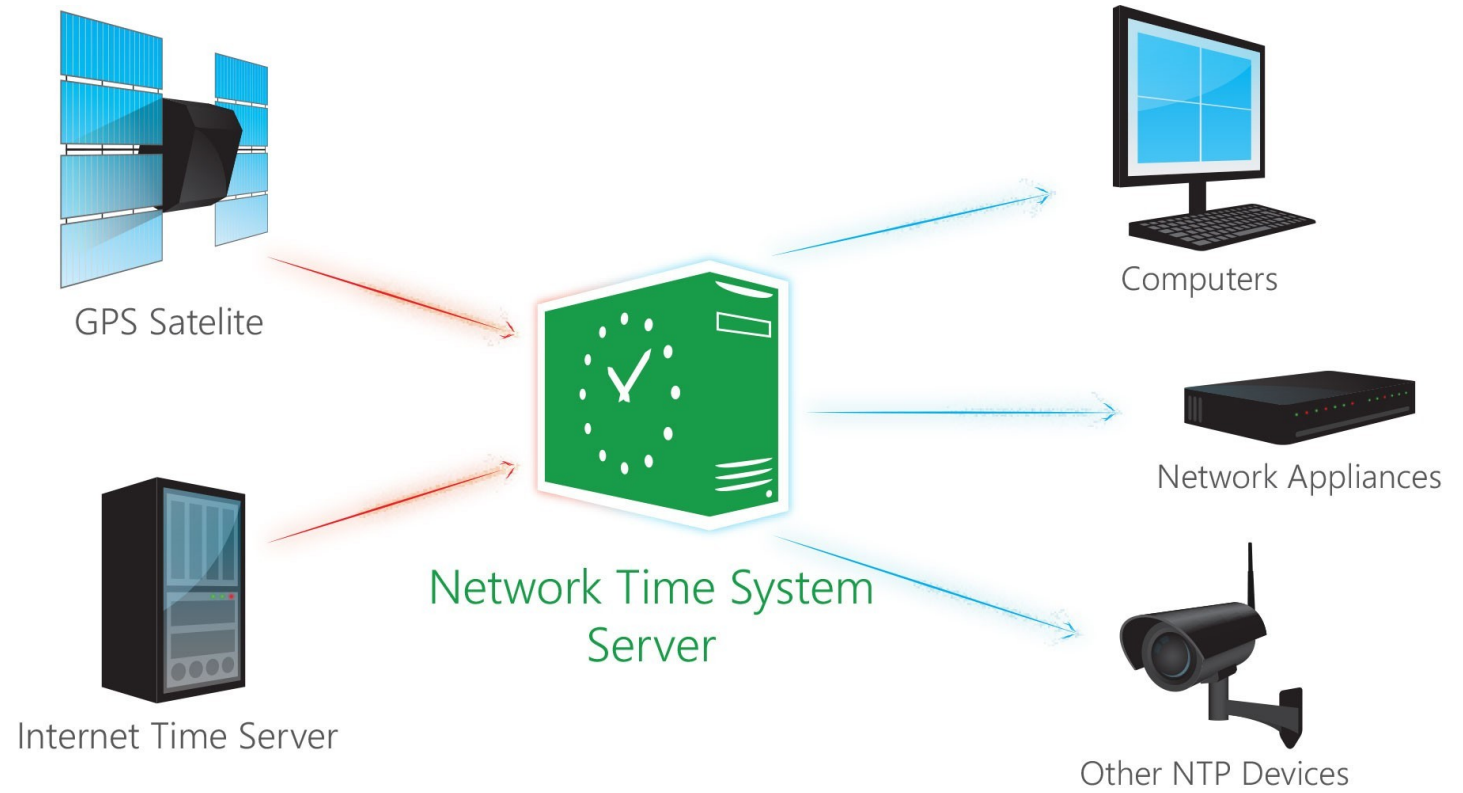 GPS Satelite
Computers
Network Appliances
Network Time System
Server
Internet Time Server
Other NTP Devices